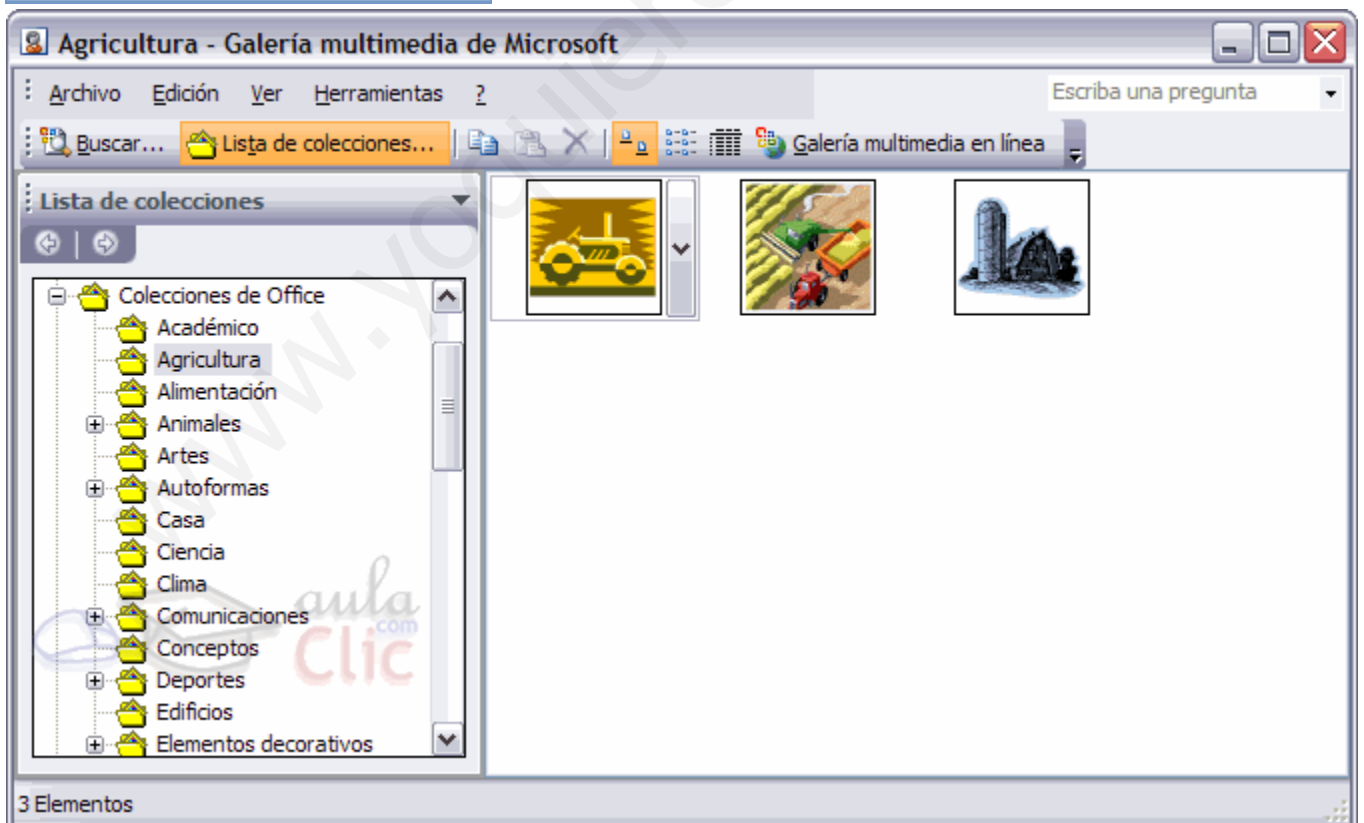 Agricultura - Galería multimedia de Microsoft
Archivo Edición Ver Herramientas ?
Escriba una pregunta
Buscar... Lista de colecciones... Galería multimedia en línea
Lista de colecciones
Colecciones de Office
Académico
Agricultura
Alimentación
Animales
Artes
Autoformas
Casa
Ciencia
Clima
Comunicaciones
Conceptos
Deportes
Edificios
Elementos decorativos
aula
Clic
com
3 Elementos